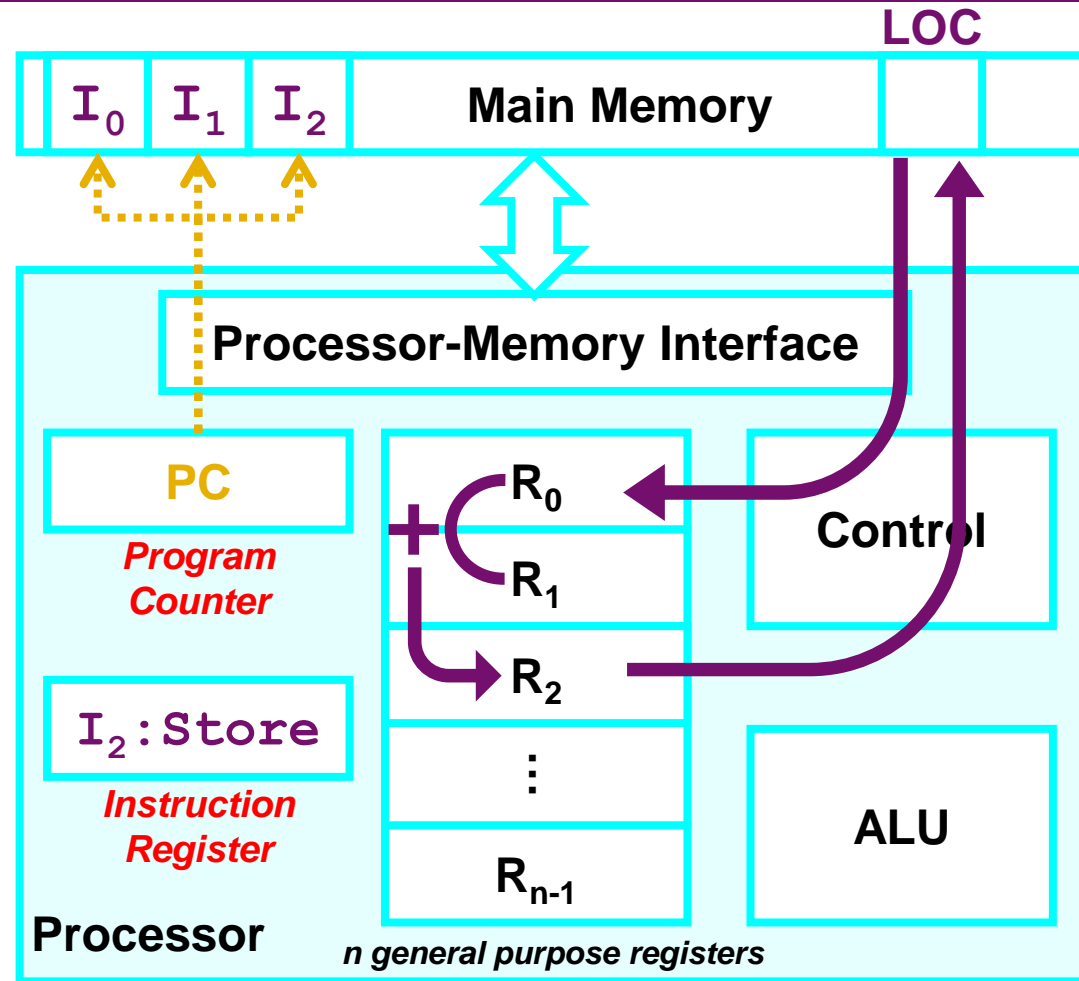 LOC
I₀ I₁ I₂ Main Memory
Processor-Memory Interface
PC
Program
Counter
I₂:Store
Instruction
Register
+
R₀
R₁
R₂
⋮
Rₙ₋₁
n general purpose registers
Control
ALU
Processor